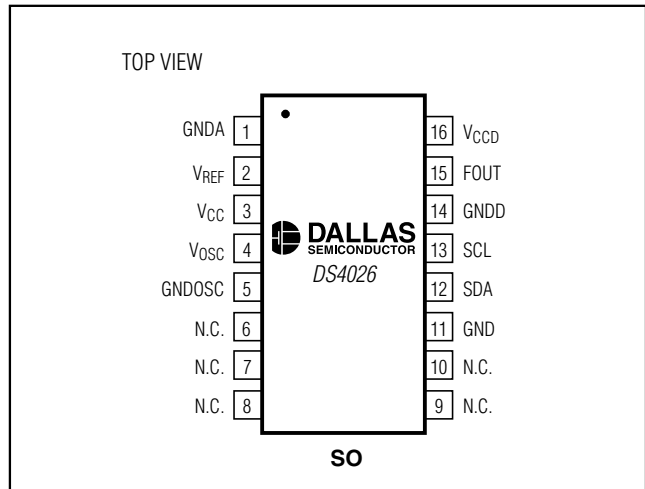 TOP VIEW
GNDA 1
VREF 2
VCC 3
VOSC 4
GNDOSC 5
N.C. 6
N.C. 7
N.C. 8
DALLAS
SEMICONDUCTOR
DS4026
16 VCCD
15 FOUT
14 GNDD
13 SCL
12 SDA
11 GND
10 N.C.
9 N.C.
SO